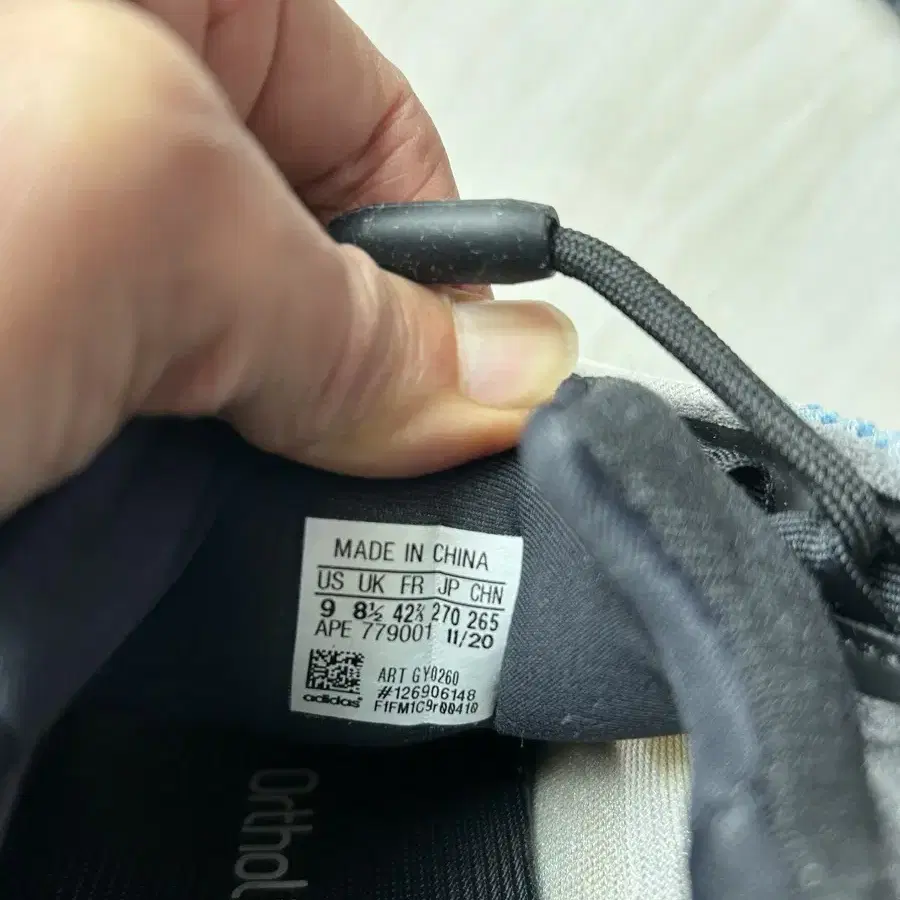 MADE IN CHINA
US UK FR JP CHN
9 8½ 42⅔ 270 265
APE 779001 11/20
ART GY0260
#126906148
adidas F1FM1C9r00410
Orthol